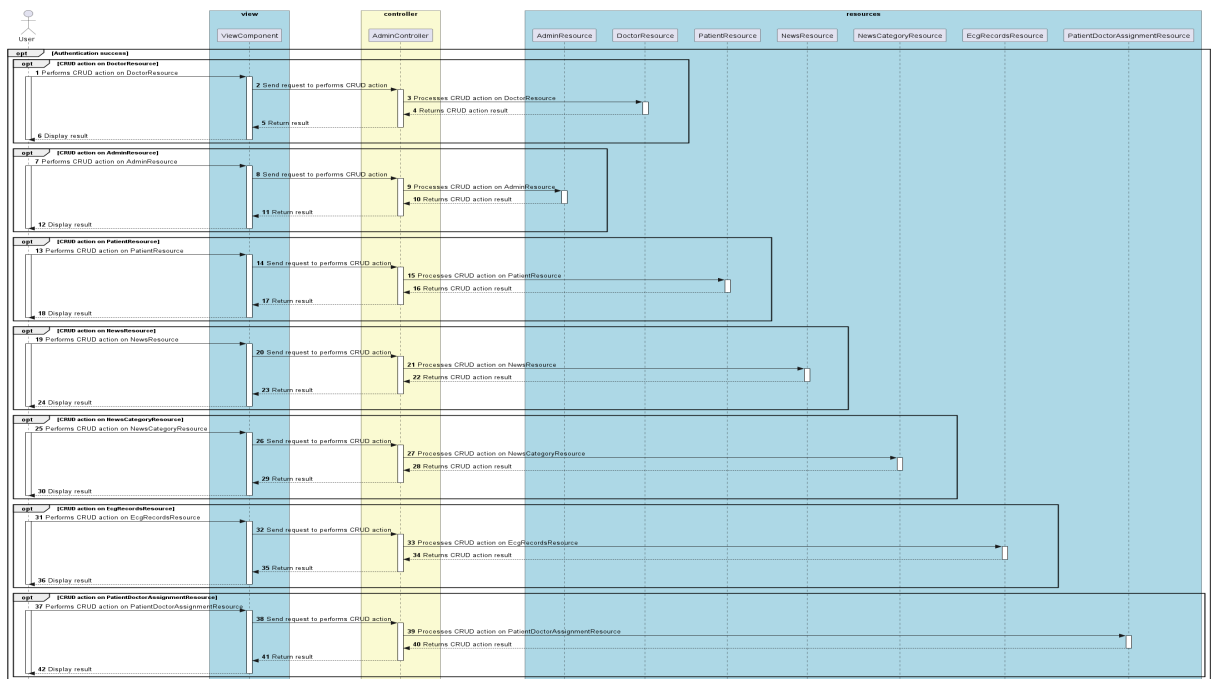 view
controller
resources
User
ViewComponent
AdminController
AdminResource
DoctorResource
PatientResource
NewsResource
NewsCategoryResource
EcgRecordsResource
PatientDoctorAssignmentResource
opt [Authentication success]
opt [CRUD action on DoctorResource]
1 Performs CRUD action on DoctorResource
2 Send request to performs CRUD action
3 Processes CRUD action on DoctorResource
4 Returns CRUD action result
5 Return result
6 Display result
opt [CRUD action on AdminResource]
7 Performs CRUD action on AdminResource
8 Send request to performs CRUD action
9 Processes CRUD action on AdminResource
10 Returns CRUD action result
11 Return result
12 Display result
opt [CRUD action on PatientResource]
13 Performs CRUD action on PatientResource
14 Send request to performs CRUD action
15 Processes CRUD action on PatientResource
16 Returns CRUD action result
17 Return result
18 Display result
opt [CRUD action on NewsResource]
19 Performs CRUD action on NewsResource
20 Send request to performs CRUD action
21 Processes CRUD action on NewsResource
22 Returns CRUD action result
23 Return result
24 Display result
opt [CRUD action on NewsCategoryResource]
25 Performs CRUD action on NewsCategoryResource
26 Send request to performs CRUD action
27 Processes CRUD action on NewsCategoryResource
28 Returns CRUD action result
29 Return result
30 Display result
opt [CRUD action on EcgRecordsResource]
31 Performs CRUD action on EcgRecordsResource
32 Send request to performs CRUD action
33 Processes CRUD action on EcgRecordsResource
34 Returns CRUD action result
35 Return result
36 Display result
opt [CRUD action on PatientDoctorAssignmentResource]
37 Performs CRUD action on PatientDoctorAssignmentResource
38 Send request to performs CRUD action
39 Processes CRUD action on PatientDoctorAssignmentResource
40 Returns CRUD action result
41 Return result
42 Display result